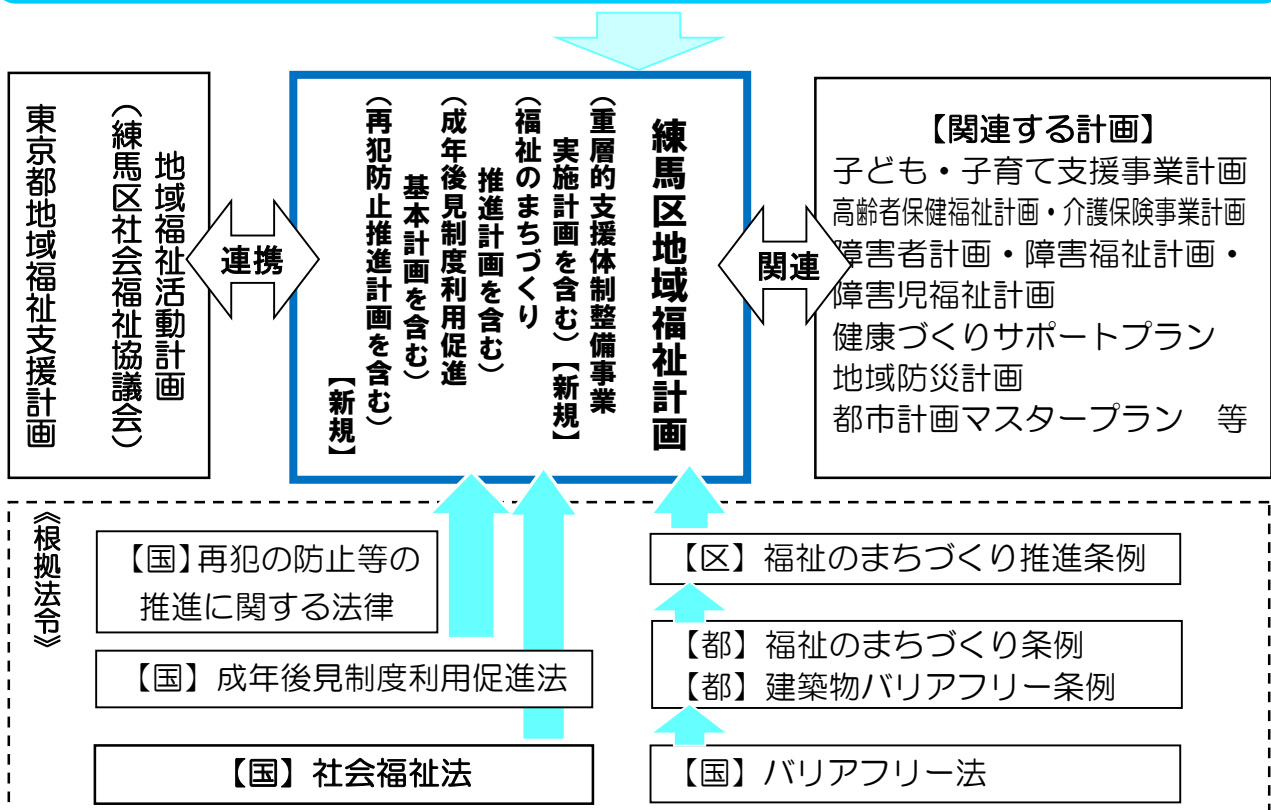 東京都地域福祉支援計画
地域福祉活動計画
（練馬区社会福祉協議会）
連携
練馬区地域福祉計画
（重層的支援体制整備事業
実施計画を含む）【新規】
（福祉のまちづくり
推進計画を含む）
（成年後見制度利用促進
基本計画を含む）
（再犯防止推進計画を含む）
【新規】
関連
【関連する計画】
子ども・子育て支援事業計画
高齢者保健福祉計画・介護保険事業計画
障害者計画・障害福祉計画・
障害児福祉計画
健康づくりサポートプラン
地域防災計画
都市計画マスタープラン　等
《根拠法令》
【国】再犯の防止等の
推進に関する法律
【国】成年後見制度利用促進法
【国】社会福祉法
【区】福祉のまちづくり推進条例
【都】福祉のまちづくり条例
【都】建築物バリアフリー条例
【国】バリアフリー法